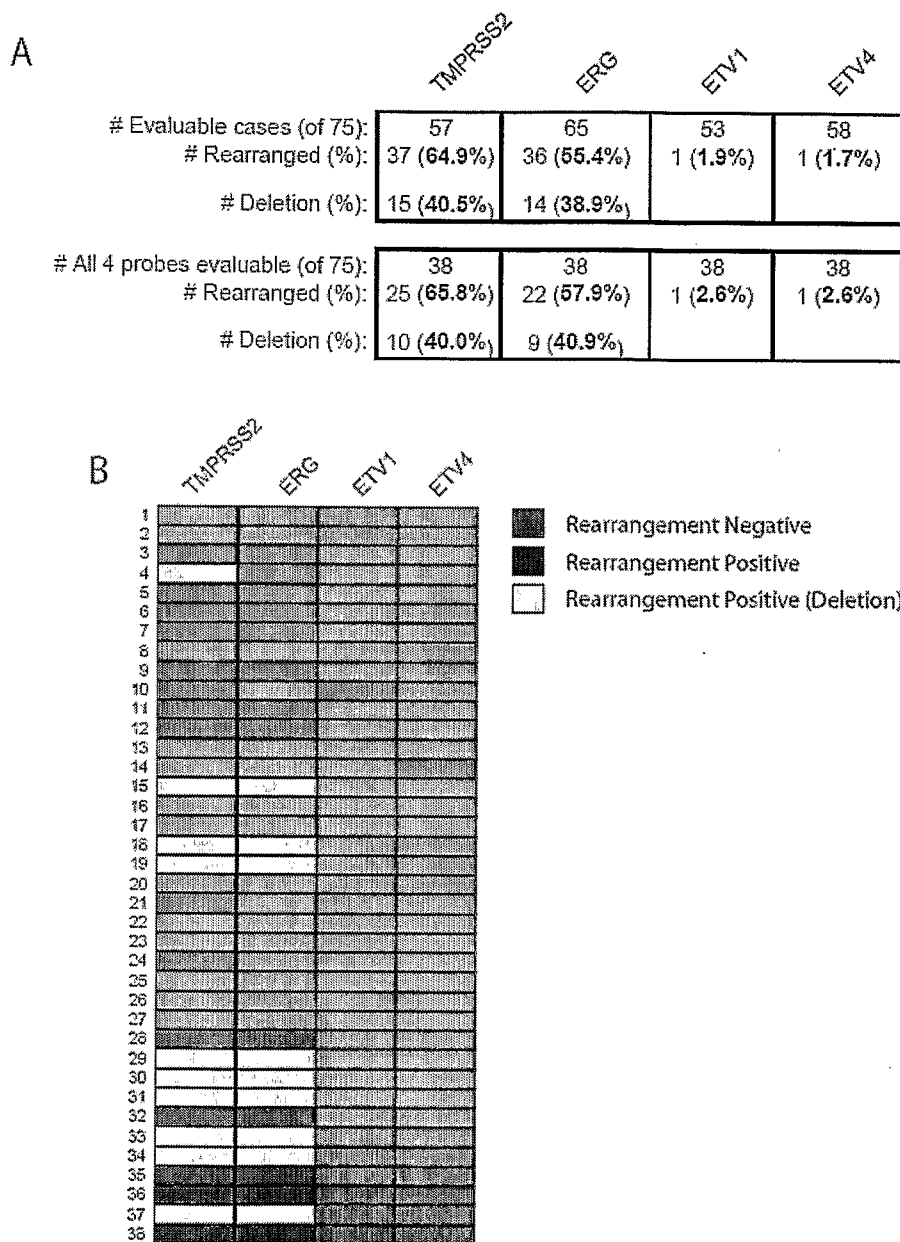 A
TMPRSS2 ERG ETV1 ETV4
# Evaluable cases (of 75): 57 65 53 58
# Rearranged (%): 37 (64.9%) 36 (55.4%) 1 (1.9%) 1 (1.7%)
# Deletion (%): 15 (40.5%) 14 (38.9%)
# All 4 probes evaluable (of 75): 38 38 38 38
# Rearranged (%): 25 (65.8%) 22 (57.9%) 1 (2.6%) 1 (2.6%)
# Deletion (%): 10 (40.0%) 9 (40.9%)
B
TMPRSS2 ERG ETV1 ETV4
Rearrangement Negative
Rearrangement Positive
Rearrangement Positive (Deletion)
1
2
3
4
5
6
7
8
9
10
11
12
13
14
15
16
17
18
19
20
21
22
23
24
25
26
27
28
29
30
31
32
33
34
35
36
37
38